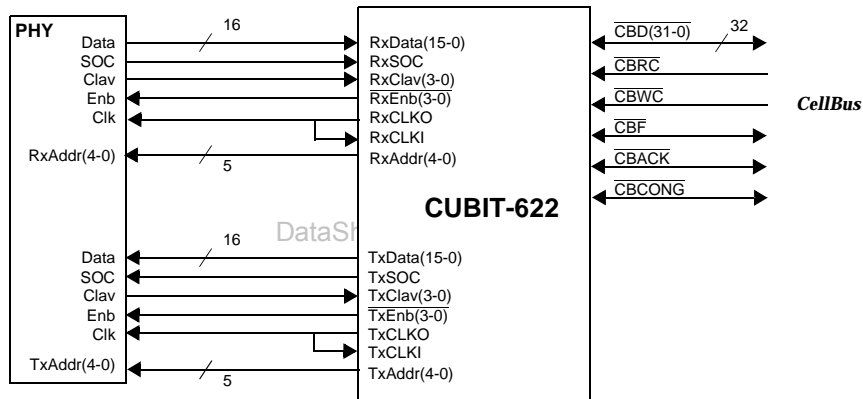 PHY
16
Data
RxData(15-0)
SOC
RxSOC
Clav
RxClav(3-0)
Enb
RxEnb(3-0)
Clk
RxCLKO
RxCLKI
RxAddr(4-0)
RxAddr(4-0)
5
CBD(31-0)
32
CBRC
CBWC
CellBus
CBF
CBACK
CBCONG
CUBIT-622
DataSh
16
Data
TxData(15-0)
SOC
TxSOC
Clav
TxClav(3-0)
Enb
TxEnb(3-0)
Clk
TxCLKO
TxCLKI
TxAddr(4-0)
TxAddr(4-0)
5